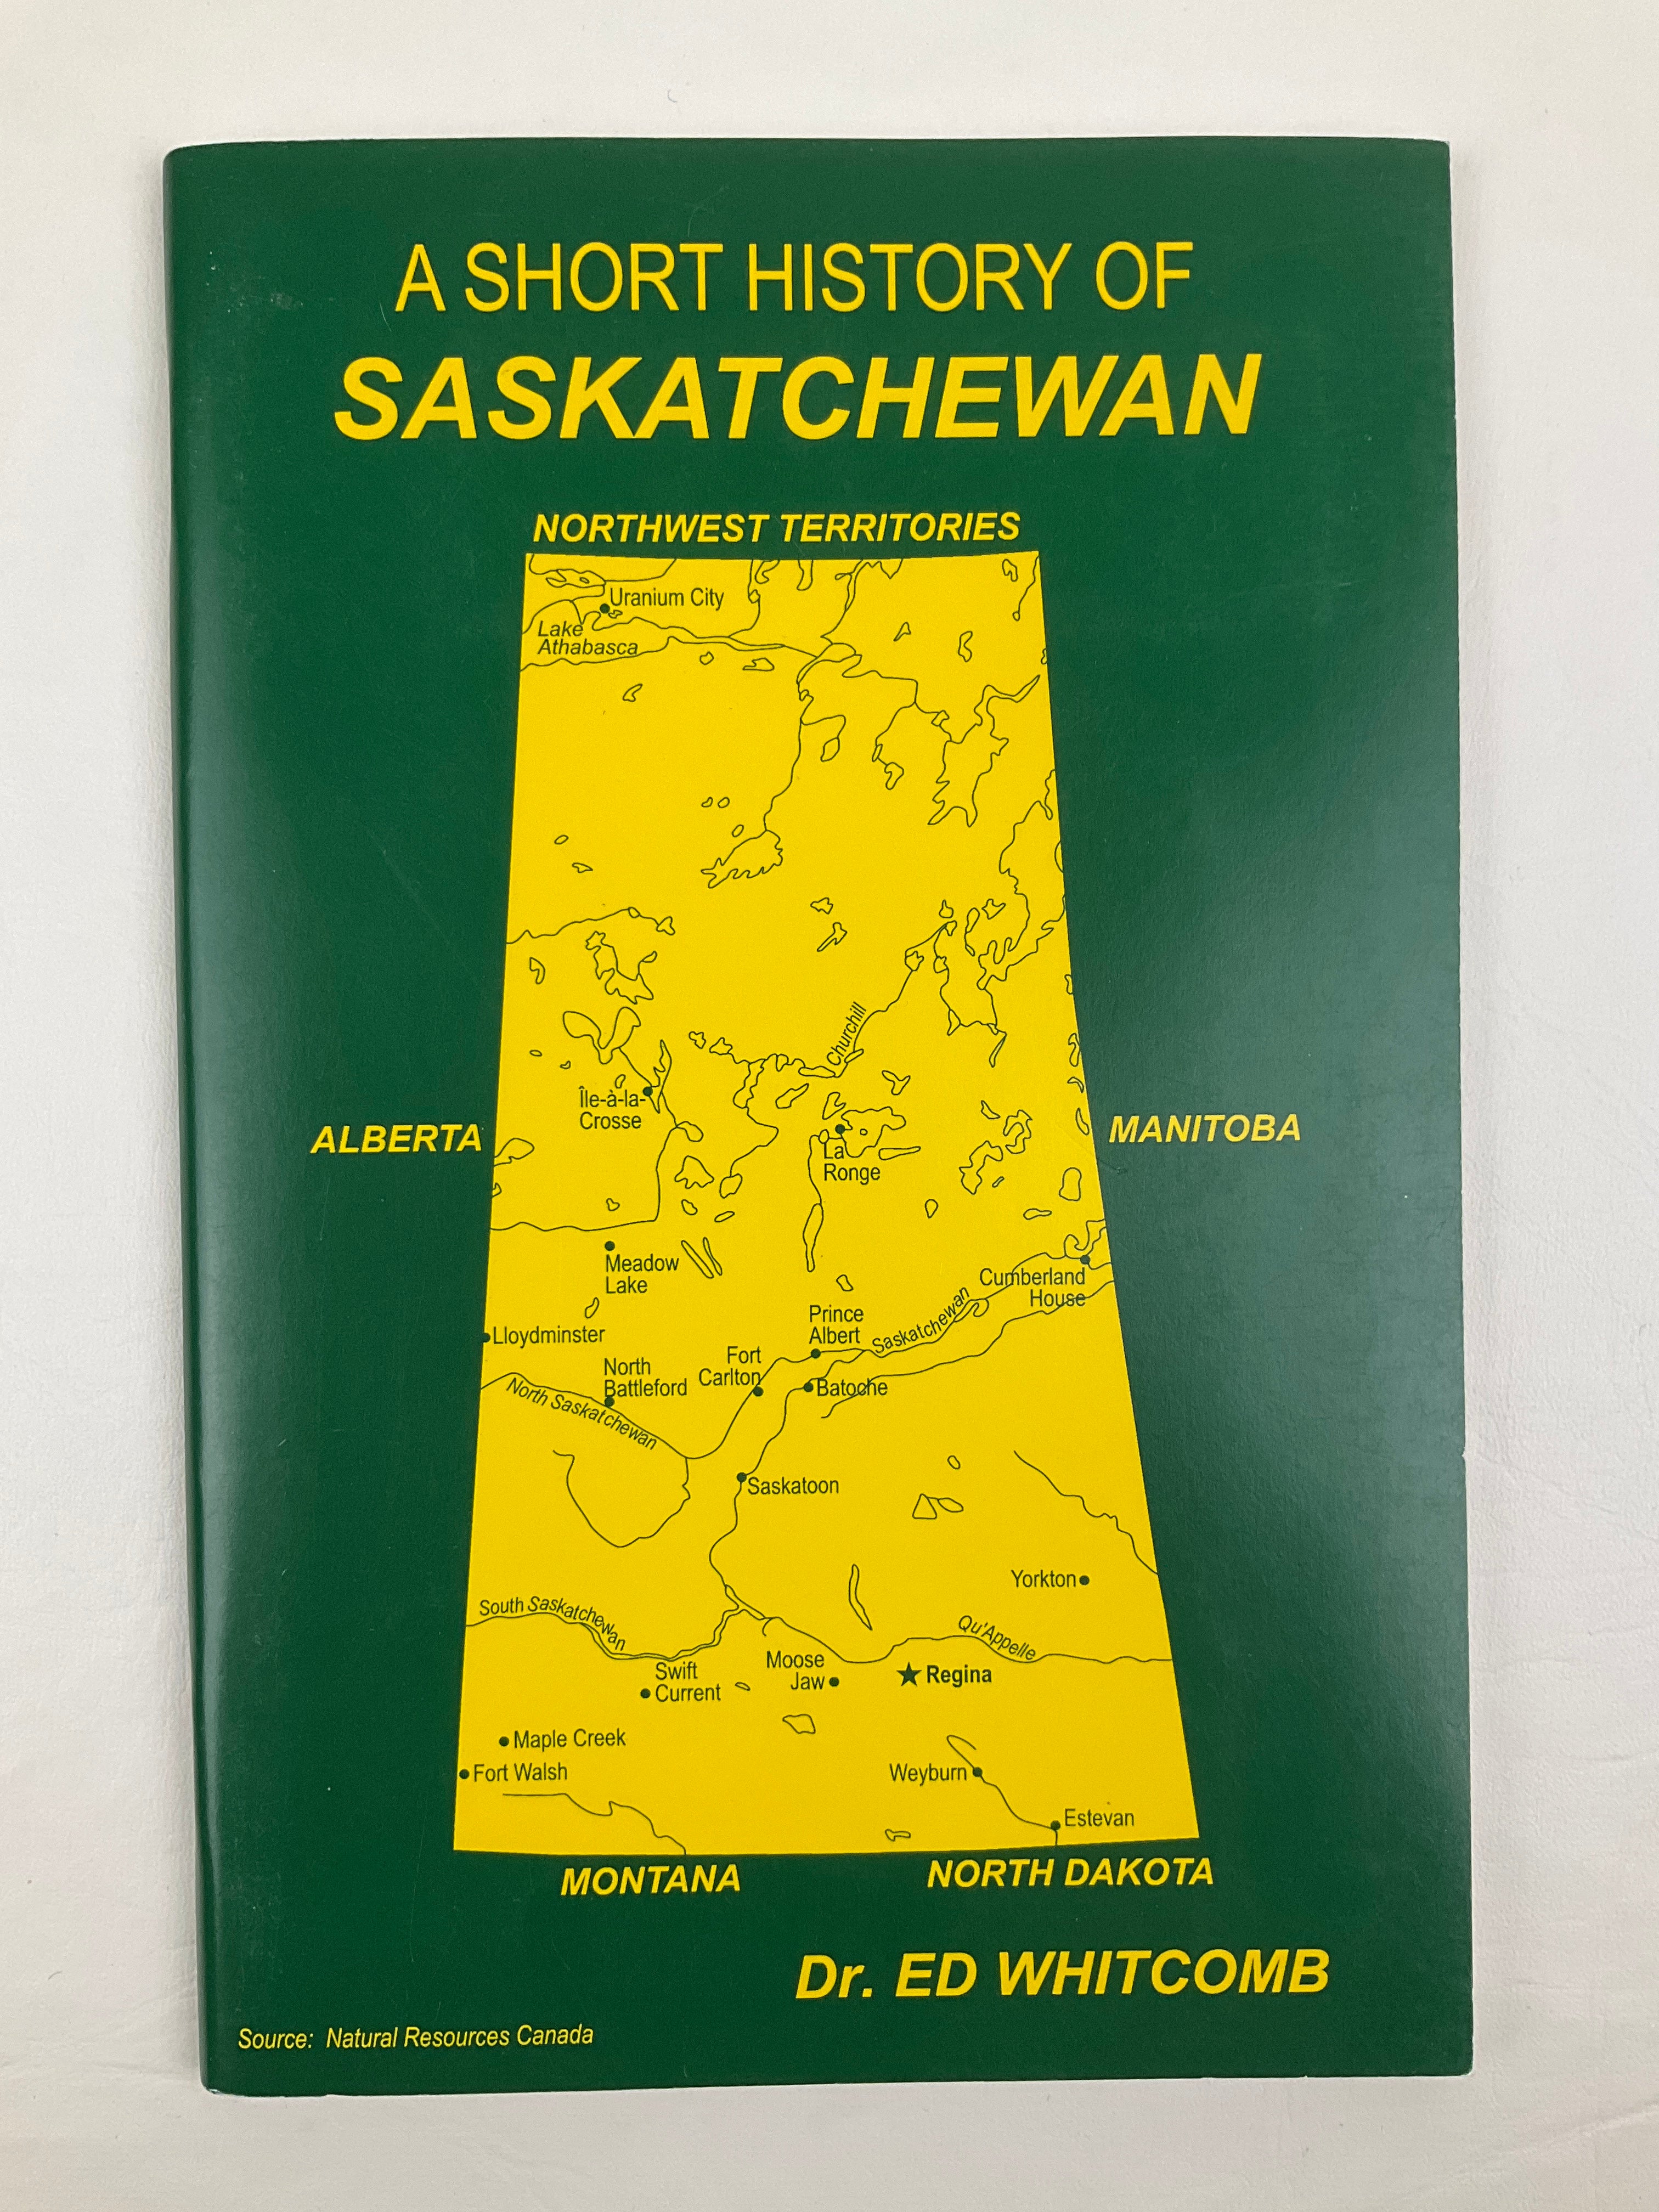 A SHORT HISTORY OF
SASKATCHEWAN
NORTHWEST TERRITORIES
Uranium City
Lake
Athabasca
Churchill
Île-à-la-
Crosse
ALBERTA
MANITOBA
La
Ronge
Meadow
Lake
Cumberland
House
Lloydminster
Prince
Albert
Saskatchewan
North
Battleford
Fort
Carlton
Batoche
North Saskatchewan
Saskatoon
Yorkton
South Saskatchewan
Qu'Appelle
Swift
Current
Moose
Jaw
Regina
Maple Creek
Fort Walsh
Weyburn
Estevan
MONTANA
NORTH DAKOTA
Dr. ED WHITCOMB
Source: Natural Resources Canada